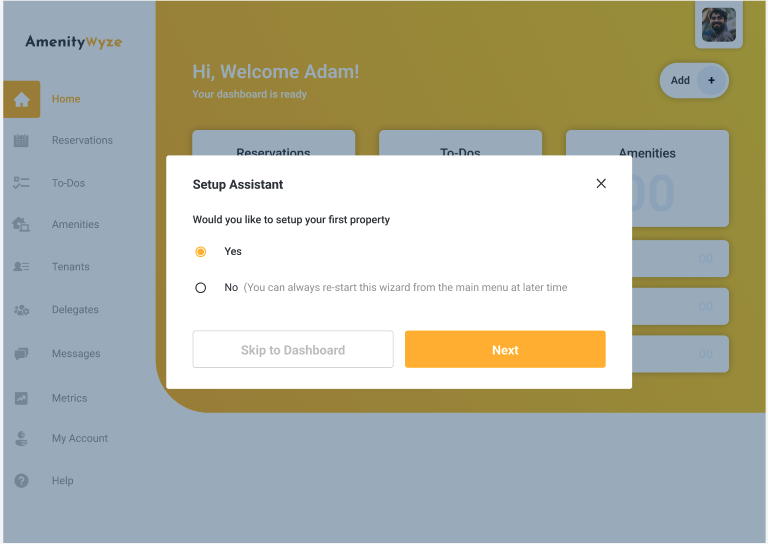 AmenityWyze
Home
Reservations
To-Dos
Amenities
Tenants
Delegates
Messages
Metrics
My Account
Help
Hi, Welcome Adam!
Your dashboard is ready
Add +
Reservations
To-Dos
Amenities
00
00
00
00
Setup Assistant
Would you like to setup your first property
Yes
No (You can always re-start this wizard from the main menu at later time
Skip to Dashboard
Next